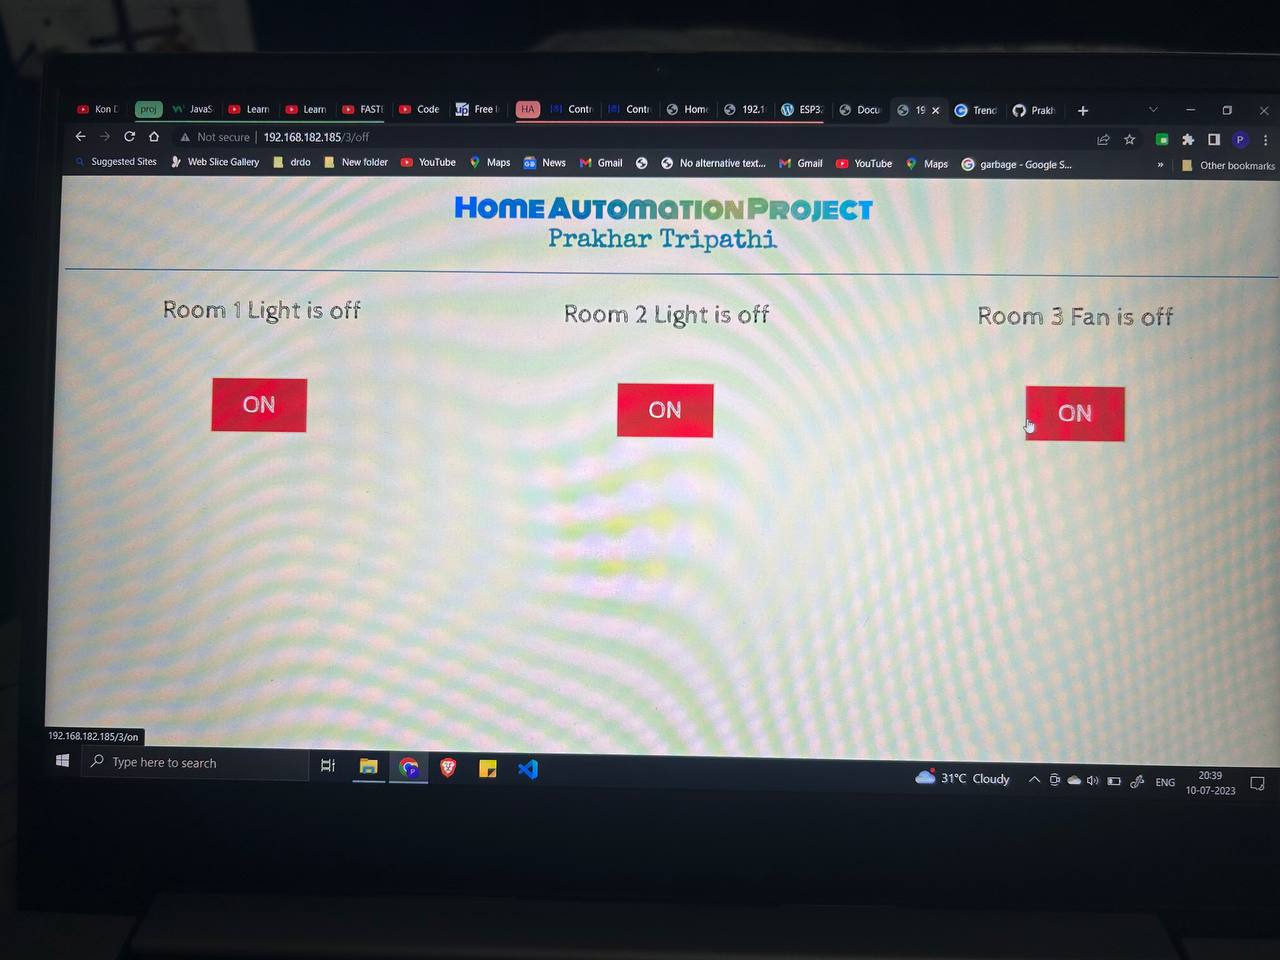 Kon D proj JavaS Learn Learn FAST Code Free I HA Contr Contr Home 192.1 ESP32 Docu 19 Trend Prakh
Not secure 192.168.182.185/3/off
Suggested Sites Web Slice Gallery drdo New folder YouTube Maps News Gmail No alternative text... Gmail YouTube Maps garbage - Google S... » Other bookmarks
HOME AUTOMATION PROJECT
Prakhar Tripathi
Room 1 Light is off Room 2 Light is off Room 3 Fan is off
ON ON ON
192.168.182.185/3/on
Type here to search 31°C Cloudy ENG 20:39
10-07-2023